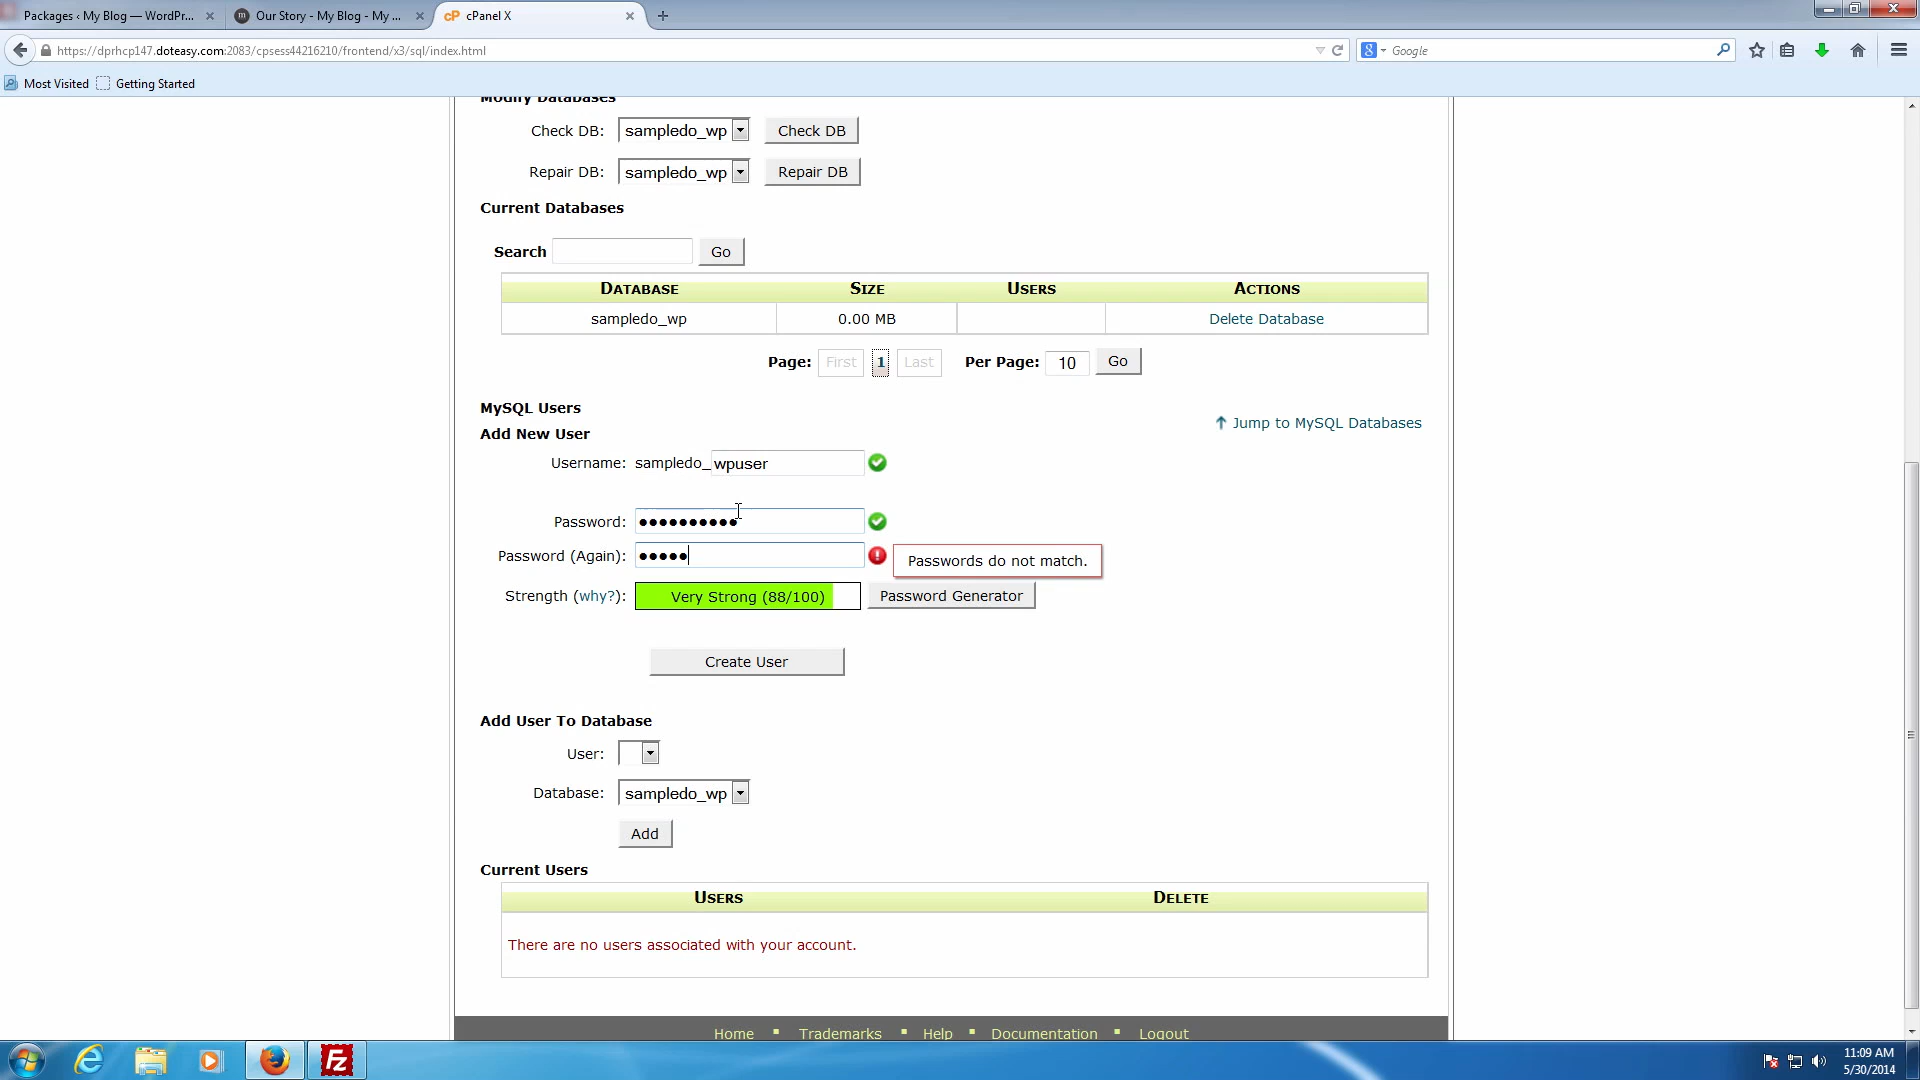 Packages ‹ My Blog — WordPr...
Our Story - My Blog - My ...
cPanel X
https://dprhcp147.doteasy.com:2083/cpsess44216210/frontend/x3/sql/index.html
Google
Most Visited
Getting Started
Modify Databases
Check DB: sampledo_wp Check DB
Repair DB: sampledo_wp Repair DB
Current Databases
Search Go
DATABASE SIZE USERS ACTIONS
sampledo_wp 0.00 MB Delete Database
Page: First 1 Last Per Page: 10 Go
MySQL Users
Jump to MySQL Databases
Add New User
Username: sampledo_ wpuser
Password: ●●●●●●●●●●
Password (Again): ●●●●● Passwords do not match.
Strength (why?): Very Strong (88/100) Password Generator
Create User
Add User To Database
User:
Database: sampledo_wp
Add
Current Users
USERS DELETE
There are no users associated with your account.
Home ▪ Trademarks ▪ Help ▪ Documentation ▪ Logout
11:09 AM
5/30/2014